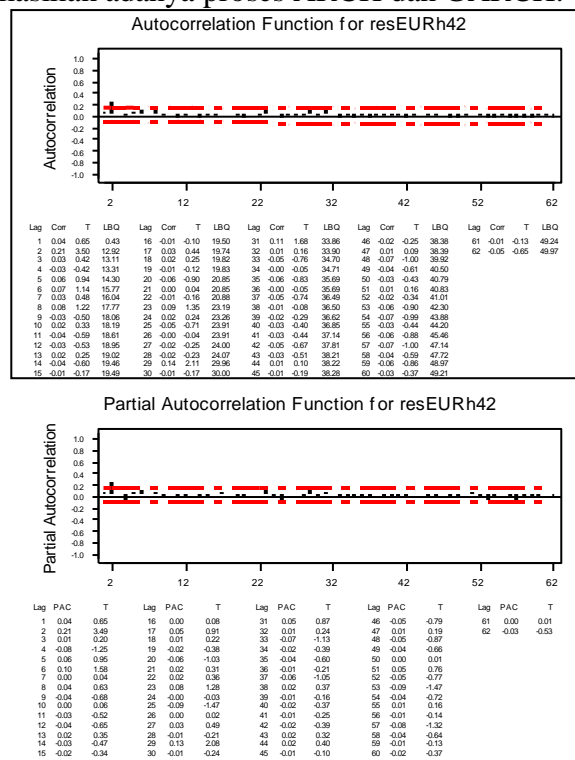 adanya proses ARCH dan GARCH.
Autocorrelation Function for resEURh42
Autocorrelation
1.0
0.8
0.6
0.4
0.2
0.0
-0.2
-0.4
-0.6
-0.8
-1.0
2 12 22 32 42 52 62
Lag Corr T LBQ Lag Corr T LBQ Lag Corr T LBQ Lag Corr T LBQ Lag Corr T LBQ
1 0.04 0.65 0.43 16 -0.01 -0.10 19.50 31 0.11 1.68 33.86 46 -0.02 -0.25 38.38 61 -0.01 -0.13 49.24
2 0.21 3.50 12.92 17 0.03 0.44 19.74 32 0.01 0.16 33.90 47 0.01 0.09 38.39 62 -0.05 -0.65 49.97
3 0.03 0.42 13.11 18 0.02 0.25 19.82 33 -0.05 -0.76 34.70 48 -0.07 -1.00 39.92
4 -0.03 -0.42 13.31 19 -0.01 -0.12 19.83 34 -0.00 -0.05 34.71 49 -0.04 -0.61 40.50
5 0.06 0.94 14.30 20 -0.06 -0.90 20.85 35 -0.06 -0.83 35.69 50 -0.03 -0.43 40.79
6 0.07 1.14 15.77 21 0.00 0.04 20.85 36 -0.00 -0.05 35.69 51 0.01 0.16 40.83
7 0.03 0.48 16.04 22 -0.01 -0.16 20.88 37 -0.05 -0.74 36.49 52 -0.02 -0.34 41.01
8 0.08 1.22 17.77 23 0.09 1.35 23.19 38 -0.01 -0.08 36.50 53 -0.06 -0.90 42.30
9 -0.03 -0.50 18.06 24 0.02 0.24 23.26 39 -0.02 -0.29 36.62 54 -0.07 -0.99 43.88
10 0.02 0.33 18.19 25 -0.05 -0.71 23.91 40 -0.03 -0.40 36.85 55 -0.03 -0.44 44.20
11 -0.04 -0.59 18.61 26 -0.00 -0.04 23.91 41 -0.03 -0.44 37.14 56 -0.06 -0.88 45.46
12 -0.03 -0.53 18.95 27 -0.02 -0.25 24.00 42 -0.05 -0.67 37.81 57 -0.07 -1.00 47.14
13 0.02 0.25 19.02 28 -0.02 -0.23 24.07 43 -0.03 -0.51 38.21 58 -0.04 -0.59 47.72
14 -0.04 -0.60 19.46 29 0.14 2.11 29.96 44 0.01 0.10 38.22 59 -0.06 -0.86 48.97
15 -0.01 -0.17 19.49 30 -0.01 -0.17 30.00 45 -0.01 -0.19 38.28 60 -0.03 -0.37 49.21
Partial Autocorrelation Function for resEURh42
Partial Autocorrelation
1.0
0.8
0.6
0.4
0.2
0.0
-0.2
-0.4
-0.6
-0.8
-1.0
2 12 22 32 42 52 62
Lag PAC T Lag PAC T Lag PAC T Lag PAC T Lag PAC T
1 0.04 0.65 16 0.00 0.08 31 0.05 0.87 46 -0.05 -0.79 61 0.00 0.01
2 0.21 3.49 17 0.05 0.91 32 0.01 0.24 47 0.01 0.19 62 -0.03 -0.53
3 0.01 0.20 18 0.01 0.22 33 -0.07 -1.13 48 -0.05 -0.87
4 -0.08 -1.25 19 -0.02 -0.38 34 -0.02 -0.39 49 -0.04 -0.66
5 0.06 0.95 20 -0.06 -1.03 35 -0.04 -0.60 50 0.00 0.01
6 0.10 1.58 21 0.02 0.31 36 -0.01 -0.21 51 0.05 0.76
7 0.00 0.04 22 0.02 0.36 37 -0.06 -1.05 52 -0.05 -0.77
8 0.04 0.63 23 0.08 1.28 38 0.02 0.37 53 -0.09 -1.47
9 -0.04 -0.68 24 -0.00 -0.03 39 -0.01 -0.16 54 -0.04 -0.72
10 0.00 0.06 25 -0.09 -1.47 40 -0.02 -0.37 55 0.01 0.16
11 -0.03 -0.52 26 0.00 0.02 41 -0.01 -0.25 56 -0.01 -0.14
12 -0.04 -0.65 27 0.03 0.49 42 -0.02 -0.39 57 -0.08 -1.32
13 0.02 0.35 28 -0.01 -0.21 43 0.02 0.32 58 -0.04 -0.64
14 -0.03 -0.47 29 0.13 2.08 44 0.02 0.40 59 -0.01 -0.13
15 -0.02 -0.34 30 -0.01 -0.24 45 -0.01 -0.10 60 -0.02 -0.37